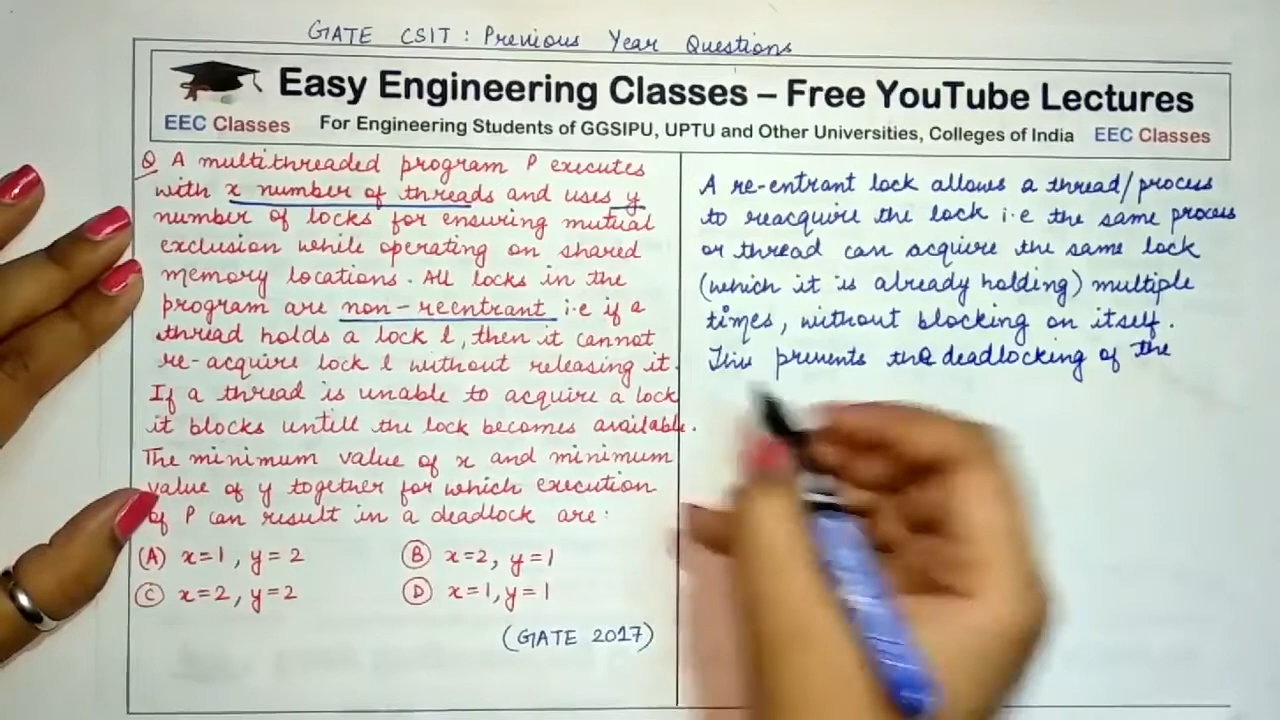 GATE CSIT : Previous Year Questions
Easy Engineering Classes – Free YouTube Lectures
EEC Classes For Engineering Students of GGSIPU, UPTU and Other Universities, Colleges of India EEC Classes
Q A multithreaded program P executes
with x number of threads and uses y
number of locks for ensuring mutual
exclusion while operating on shared
memory locations. All locks in the
program are non-reentrant i.e if a
thread holds a lock l, then it cannot
re-acquire lock l without releasing it.
If a thread is unable to acquire a lock
it blocks untill the lock becomes available.
The minimum value of x and minimum
value of y together for which execution
of P can result in a deadlock are:
(A) x=1, y=2
(B) x=2, y=1
(C) x=2, y=2
(D) x=1, y=1
(GATE 2017)
A re-entrant lock allows a thread/process
to reacquire the lock i.e the same process
or thread can acquire the same lock
(which it is already holding) multiple
times, without blocking on itself.
This prevents the deadlocking of the